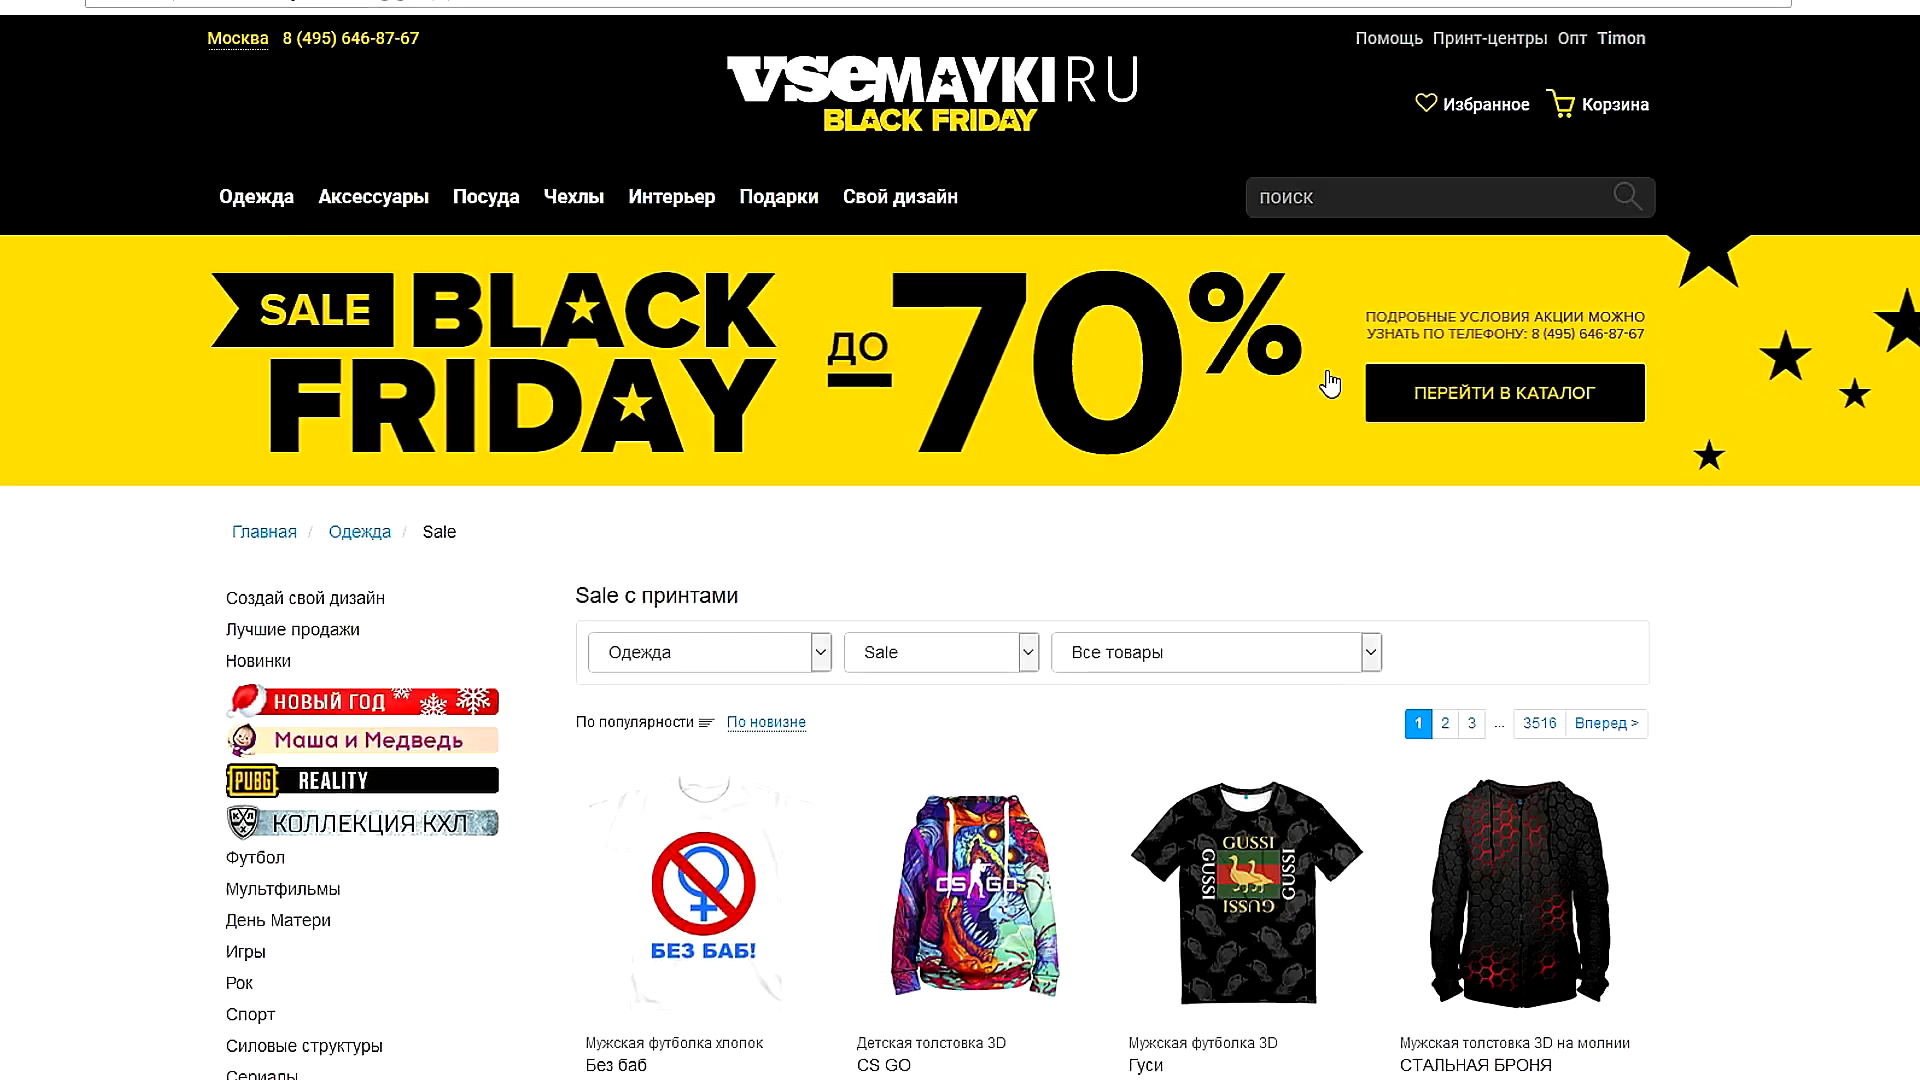 Москва 8 (495) 646-87-67
Помощь Принт-центры Опт Timon
VSEMAYKI RU
BLACK FRIDAY
Избранное Корзина
Одежда Аксессуары Посуда Чехлы Интерьер Подарки Свой дизайн
поиск
SALE BLACK FRIDAY
ДО -70%
ПОДРОБНЫЕ УСЛОВИЯ АКЦИИ МОЖНО
УЗНАТЬ ПО ТЕЛЕФОНУ: 8 (495) 646-87-67
ПЕРЕЙТИ В КАТАЛОГ
Главная / Одежда / Sale
Создай свой дизайн
Лучшие продажи
Новинки
НОВЫЙ ГОД
Маша и Медведь
PUBG REALITY
КХЛ КОЛЛЕКЦИЯ КХЛ
Футбол
Мультфильмы
День Матери
Игры
Рок
Спорт
Силовые структуры
Сериалы
Sale с принтами
Одежда Sale Все товары
По популярности По новизне
1 2 3 ... 3516 Вперед >
БЕЗ БАБ!
CS GO
GUSSI
GUSSI
GUSSI
GUSSI
Мужская футболка хлопок
Без баб
Детская толстовка 3D
CS GO
Мужская футболка 3D
Гуси
Мужская толстовка 3D на молнии
СТАЛЬНАЯ БРОНЯ